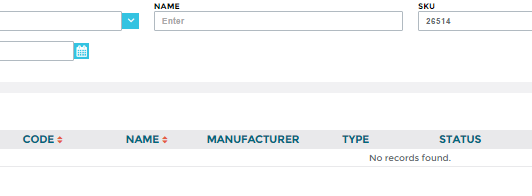 NAME SKU
Enter 26514
CODE NAME MANUFACTURER TYPE STATUS
No records found.